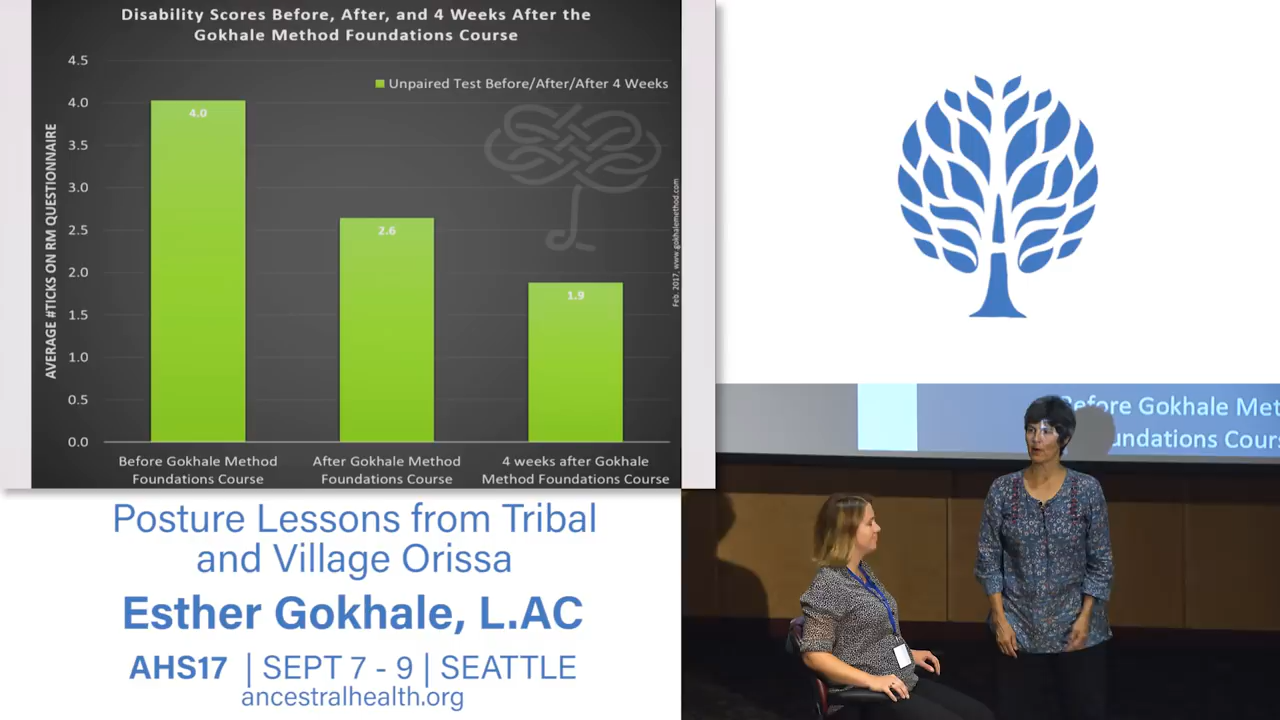 Disability Scores Before, After, and 4 Weeks After the
Gokhale Method Foundations Course
Unpaired Test Before/After/After 4 Weeks
AVERAGE #TICKS ON RM QUESTIONNAIRE
4.5
4.0
3.5
3.0
2.5
2.0
1.5
1.0
0.5
0.0
4.0
2.6
1.9
Before Gokhale Method
Foundations Course
After Gokhale Method
Foundations Course
4 weeks after Gokhale
Method Foundations Course
Feb. 2017, www.gokhalemethod.com
Before Gokhale Met
undations Cours
Posture Lessons from Tribal
and Village Orissa
Esther Gokhale, L.AC
AHS17 | SEPT 7 - 9 | SEATTLE
ancestralhealth.org